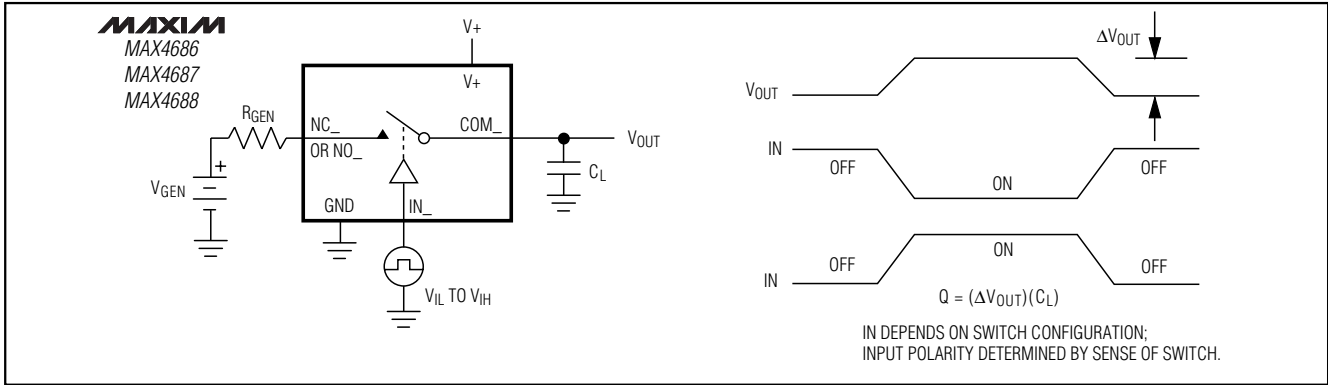 MAXIM
MAX4686
MAX4687
MAX4688
V+
V+
RGEN
NC_
OR NO_
COM_
VOUT
CL
VGEN
+
GND
IN_
VIL TO VIH
ΔVOUT
VOUT
IN
OFF
ON
OFF
IN
OFF
ON
OFF
Q = (ΔVOUT)(CL)
IN DEPENDS ON SWITCH CONFIGURATION;
INPUT POLARITY DETERMINED BY SENSE OF SWITCH.